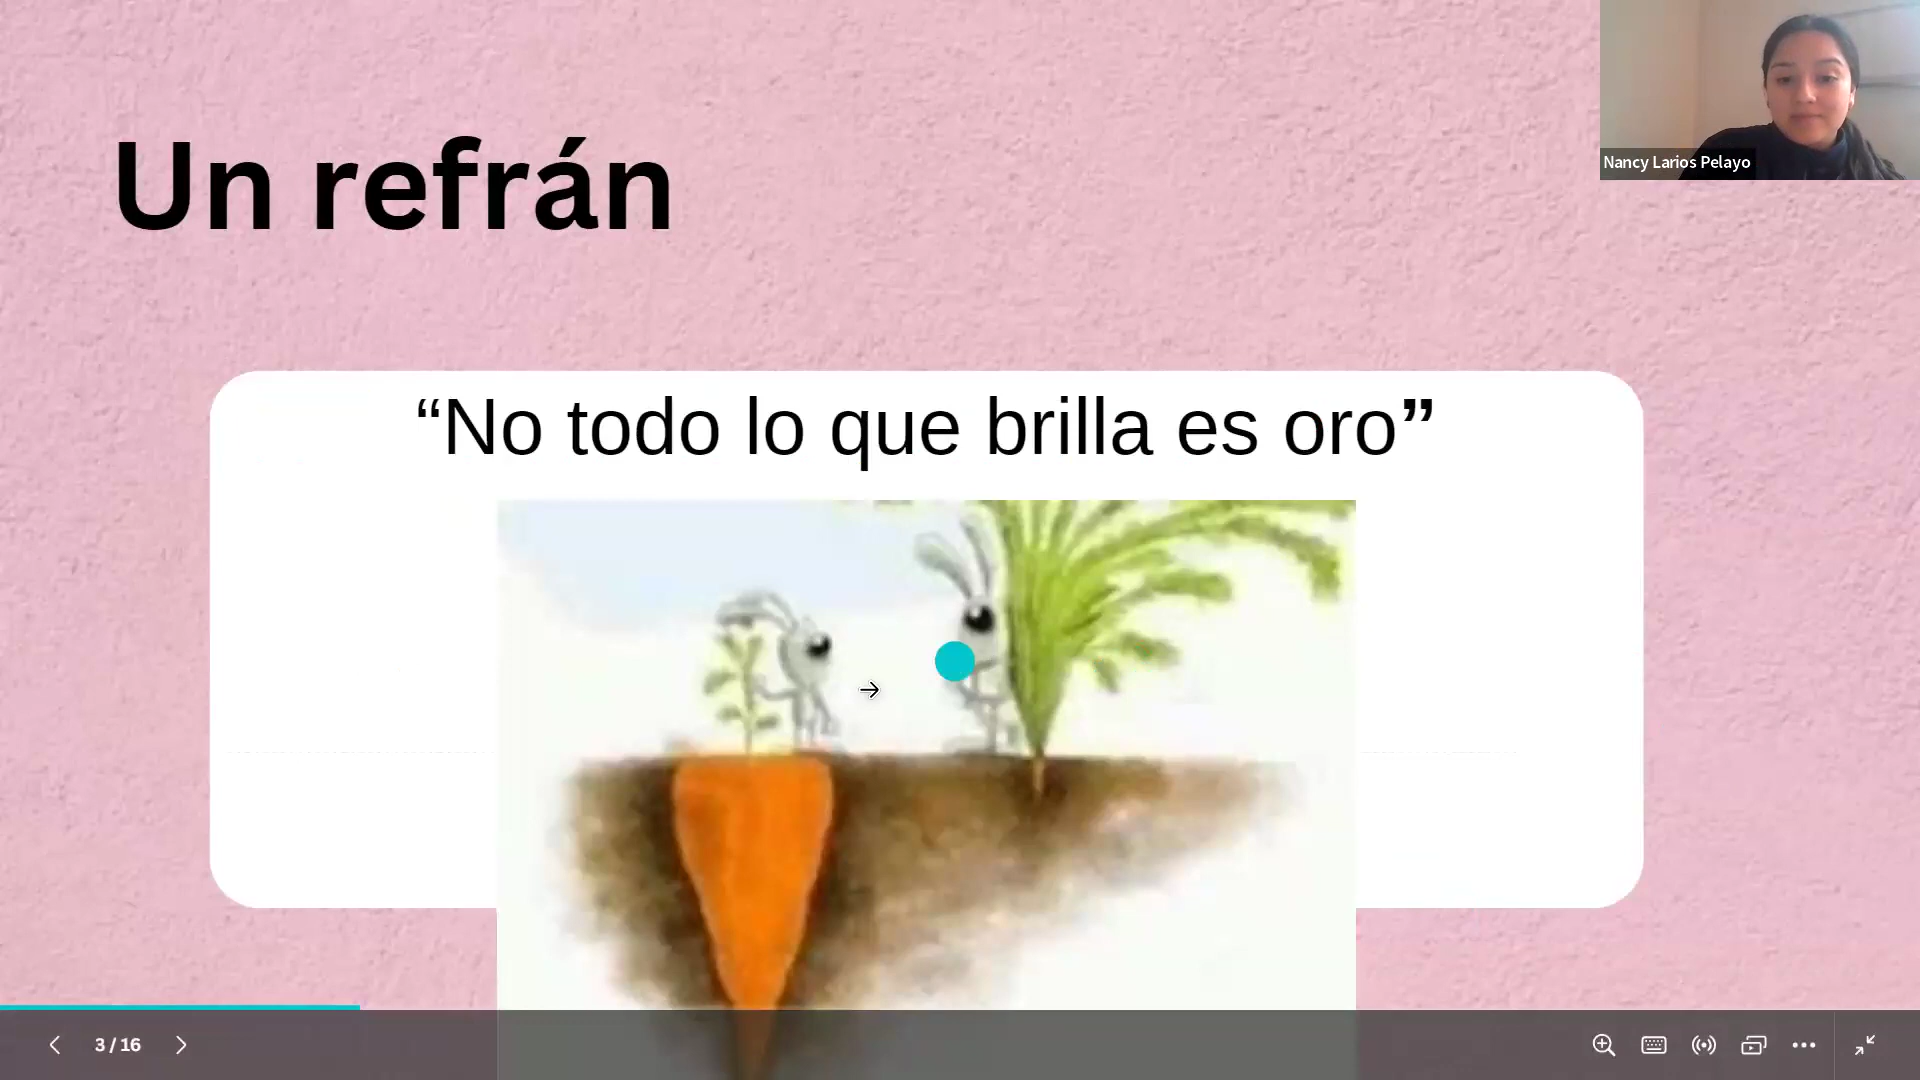 Un refrán
Nancy Larios Pelayo
“No todo lo que brilla es oro”
3 / 16